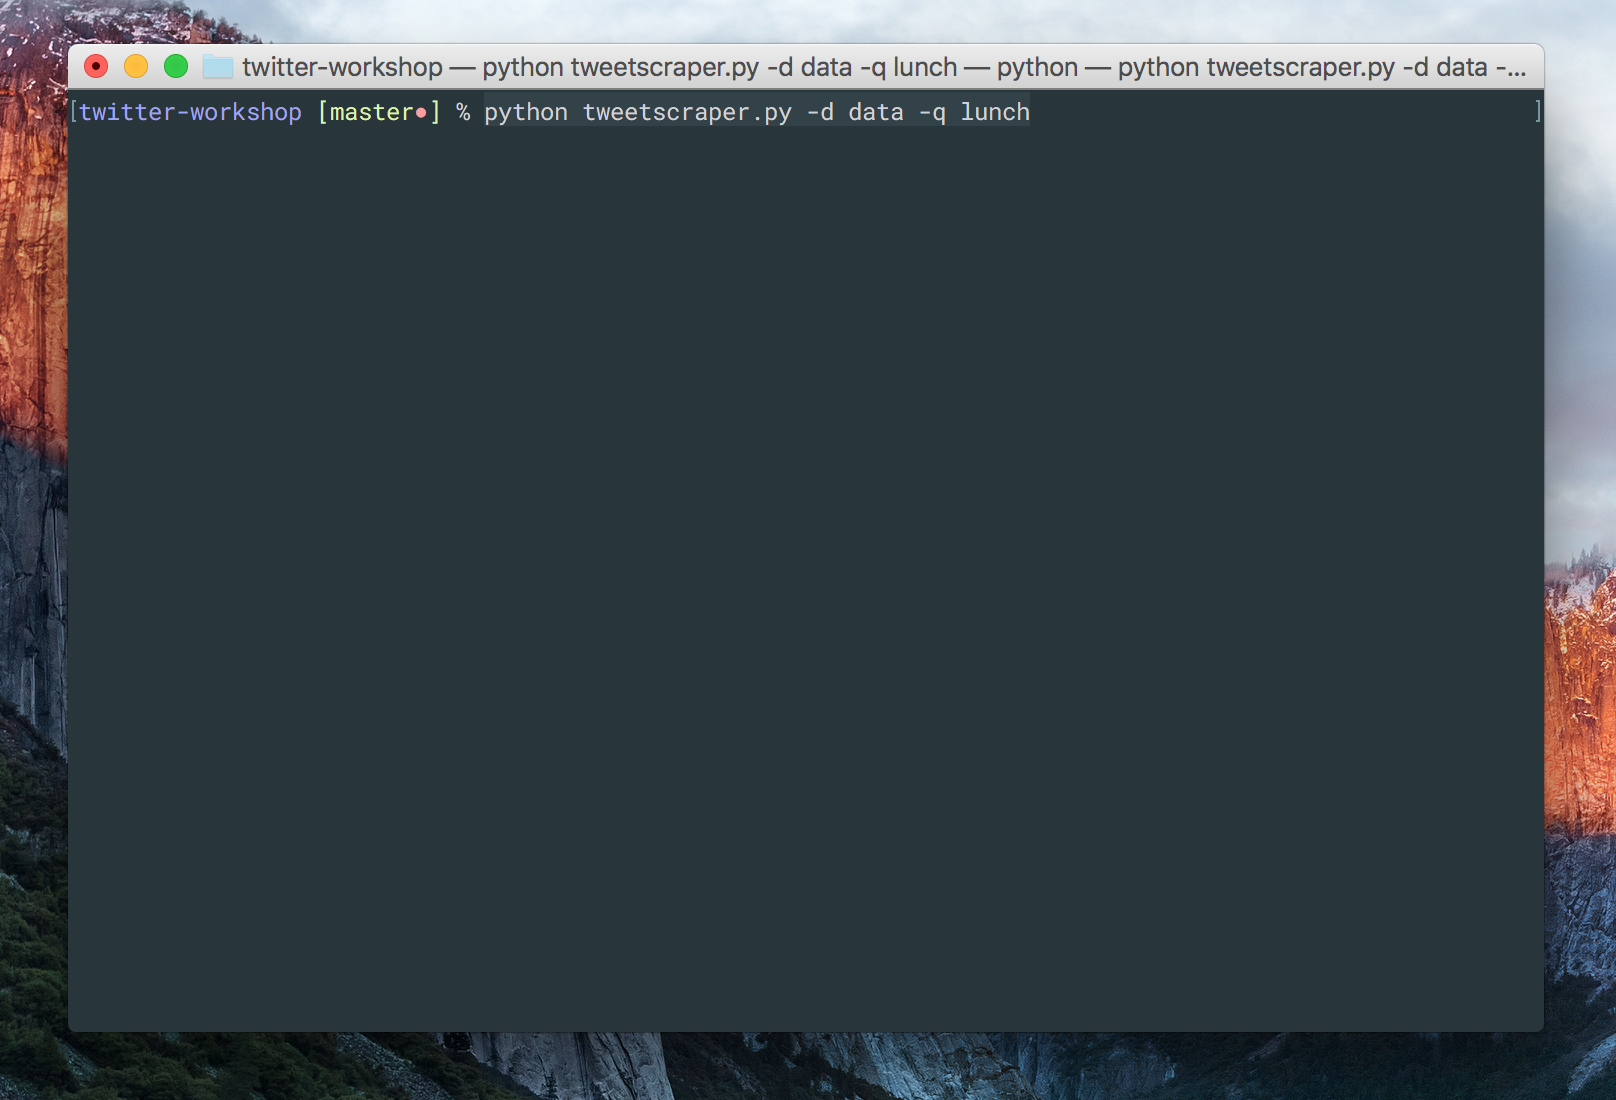 twitter-workshop — python tweetscraper.py -d data -q lunch — python — python tweetscraper.py -d data -...
[twitter-workshop [master●] % python tweetscraper.py -d data -q lunch ]